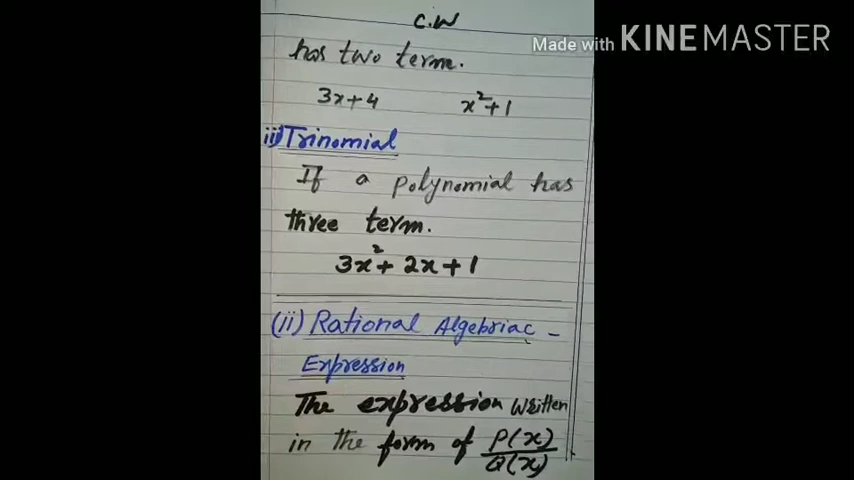 C.W
Made with KINEMASTER
has two term.
3x+4 x²+1
iii) Trinomial
If a polynomial has
three term.
3x²+ 2x+1
(ii) Rational Algebriac -
Expression
The expression written
in the form of P(x)/Q(x)